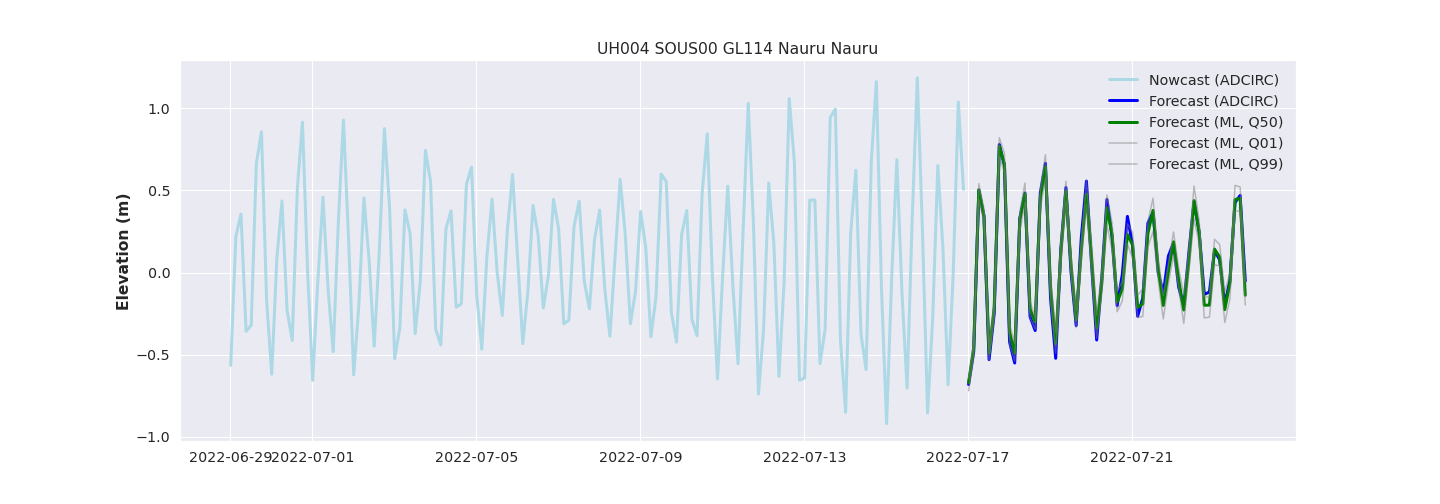 UH004 SOUS00 GL114 Nauru Nauru
Nowcast (ADCIRC)
Forecast (ADCIRC)
Forecast (ML, Q50)
Forecast (ML, Q01)
Forecast (ML, Q99)
Elevation (m)
1.0
0.5
0.0
−0.5
−1.0
2022-06-29 2022-07-01 2022-07-05 2022-07-09 2022-07-13 2022-07-17 2022-07-21